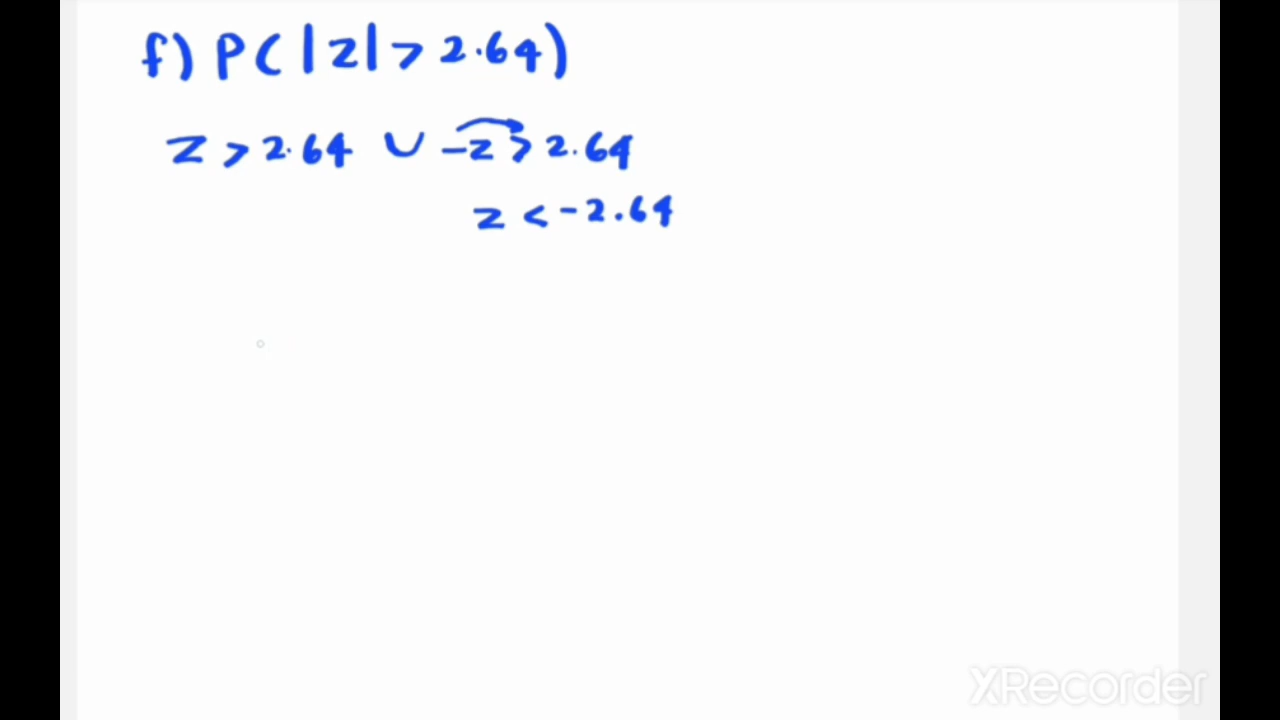 f) P(|Z| > 2.64)
Z > 2.64 ∪ -Z > 2.64
Z < -2.64
XRecorder